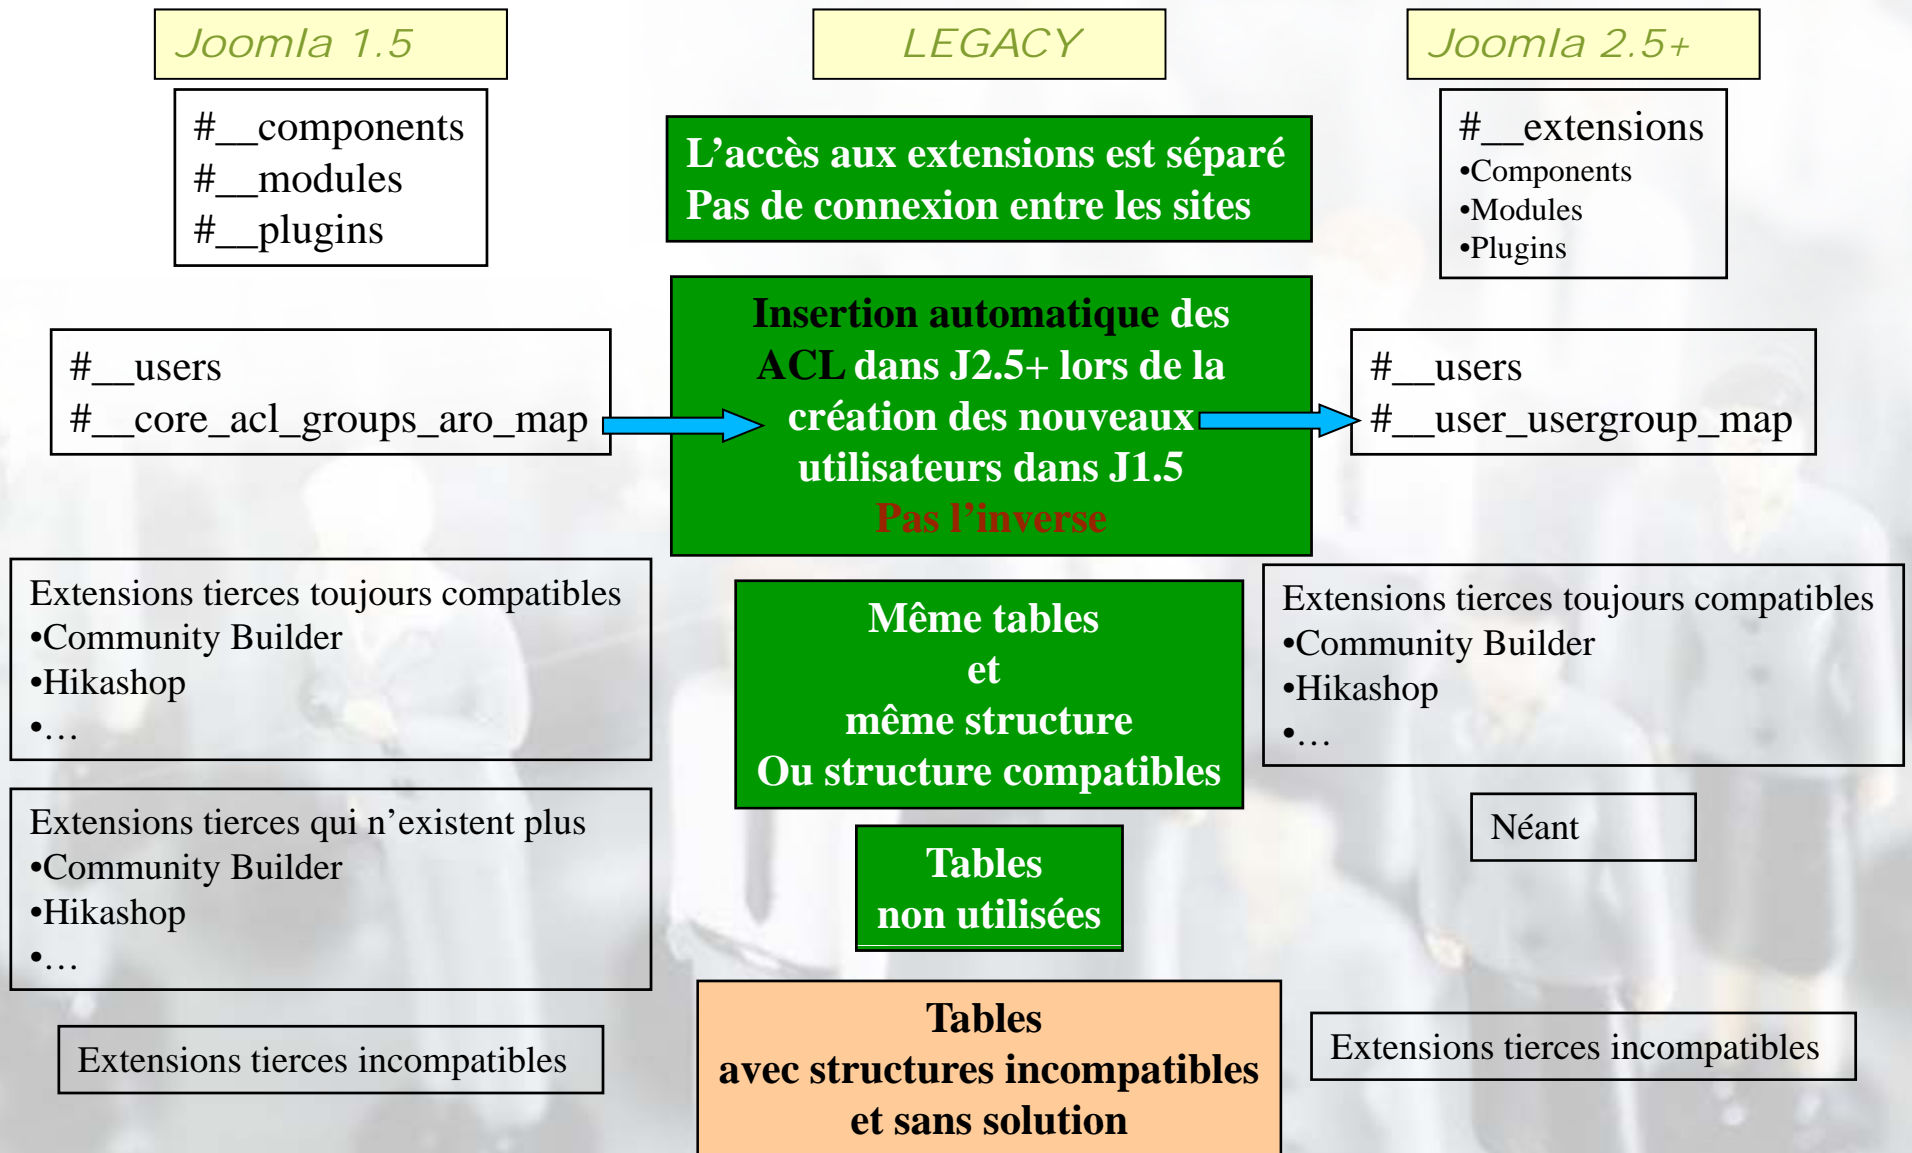 Joomla 1.5
LEGACY
Joomla 2.5+
#__components
#__modules
#__plugins
L’accès aux extensions est séparé
Pas de connexion entre les sites
#__extensions
•Components
•Modules
•Plugins
#__users
#__core_acl_groups_aro_map
Insertion automatique des
ACL dans J2.5+ lors de la
création des nouveaux
utilisateurs dans J1.5
Pas l’inverse
#__users
#__user_usergroup_map
Extensions tierces toujours compatibles
•Community Builder
•Hikashop
•…
Même tables
et
même structure
Ou structure compatibles
Extensions tierces toujours compatibles
•Community Builder
•Hikashop
•…
Extensions tierces qui n’existent plus
•Community Builder
•Hikashop
•…
Tables
non utilisées
Néant
Extensions tierces incompatibles
Tables
avec structures incompatibles
et sans solution
Extensions tierces incompatibles